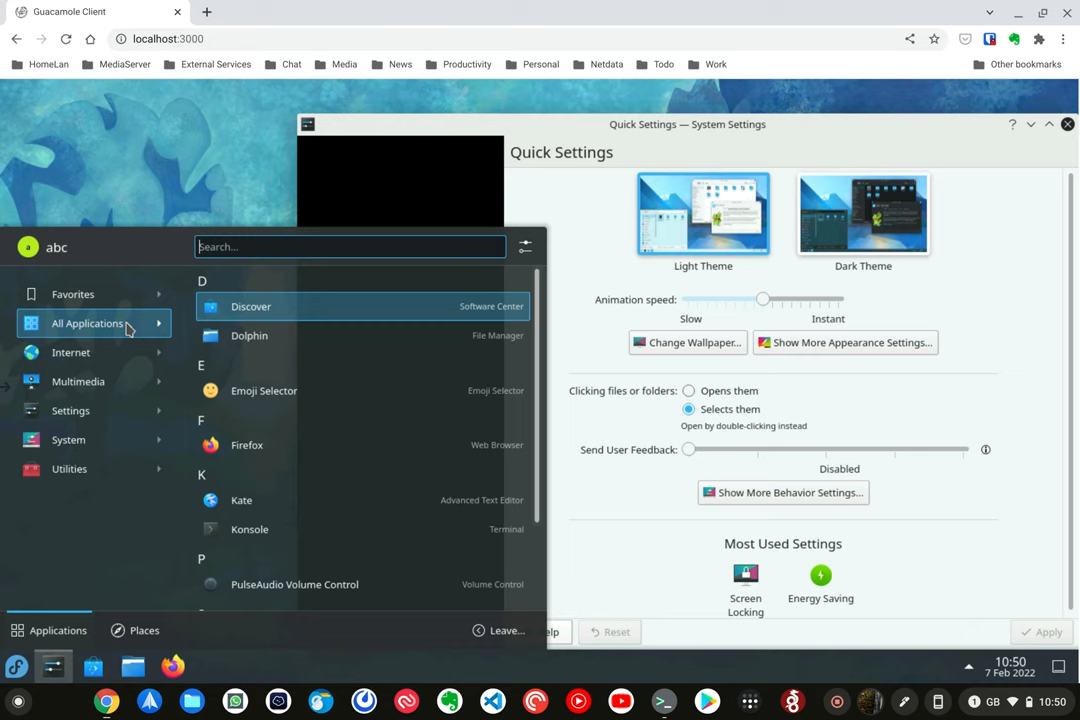 Guacamole Client
localhost:3000
HomeLan MediaServer External Services Chat Media News Productivity Personal Netdata Todo Work Other bookmarks
Quick Settings — System Settings
Quick Settings
Light Theme Dark Theme
Animation speed:
Slow Instant
Change Wallpaper... Show More Appearance Settings...
Clicking files or folders: Opens them
Selects them
Open by double-clicking instead
Send User Feedback:
Disabled
Show More Behavior Settings...
Most Used Settings
Screen Locking
Energy Saving
elp Reset Apply
a abc
Search...
Favorites
All Applications
Internet
Multimedia
Settings
System
Utilities
D
Discover Software Center
Dolphin File Manager
E
Emoji Selector Emoji Selector
F
Firefox Web Browser
K
Kate Advanced Text Editor
Konsole Terminal
P
PulseAudio Volume Control Volume Control
Applications Places Leave...
10:50
7 Feb 2022
1 GB 10:50